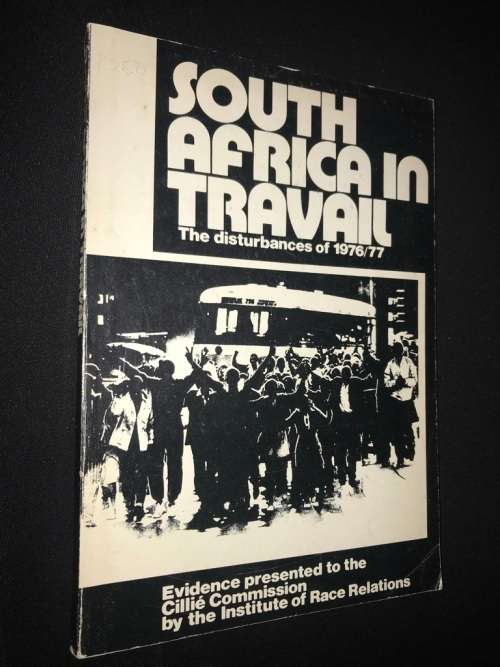 SOUTH
AFRICA IN
TRAVAIL
The disturbances of 1976/77
Evidence presented to the
Cillié Commission
by the Institute of Race Relations